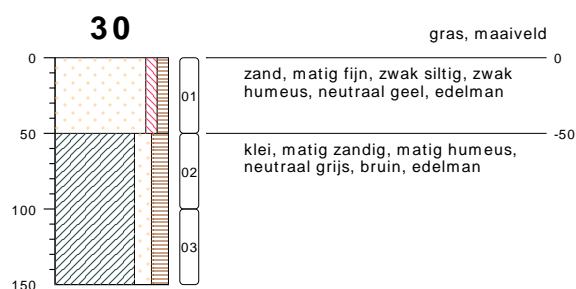 30
gras, maaiveld
0
0
zand, matig fijn, zwak siltig, zwak
humeus, neutraal geel, edelman
01
50
-50
klei, matig zandig, matig humeus,
neutraal grijs, bruin, edelman
02
100
03
150